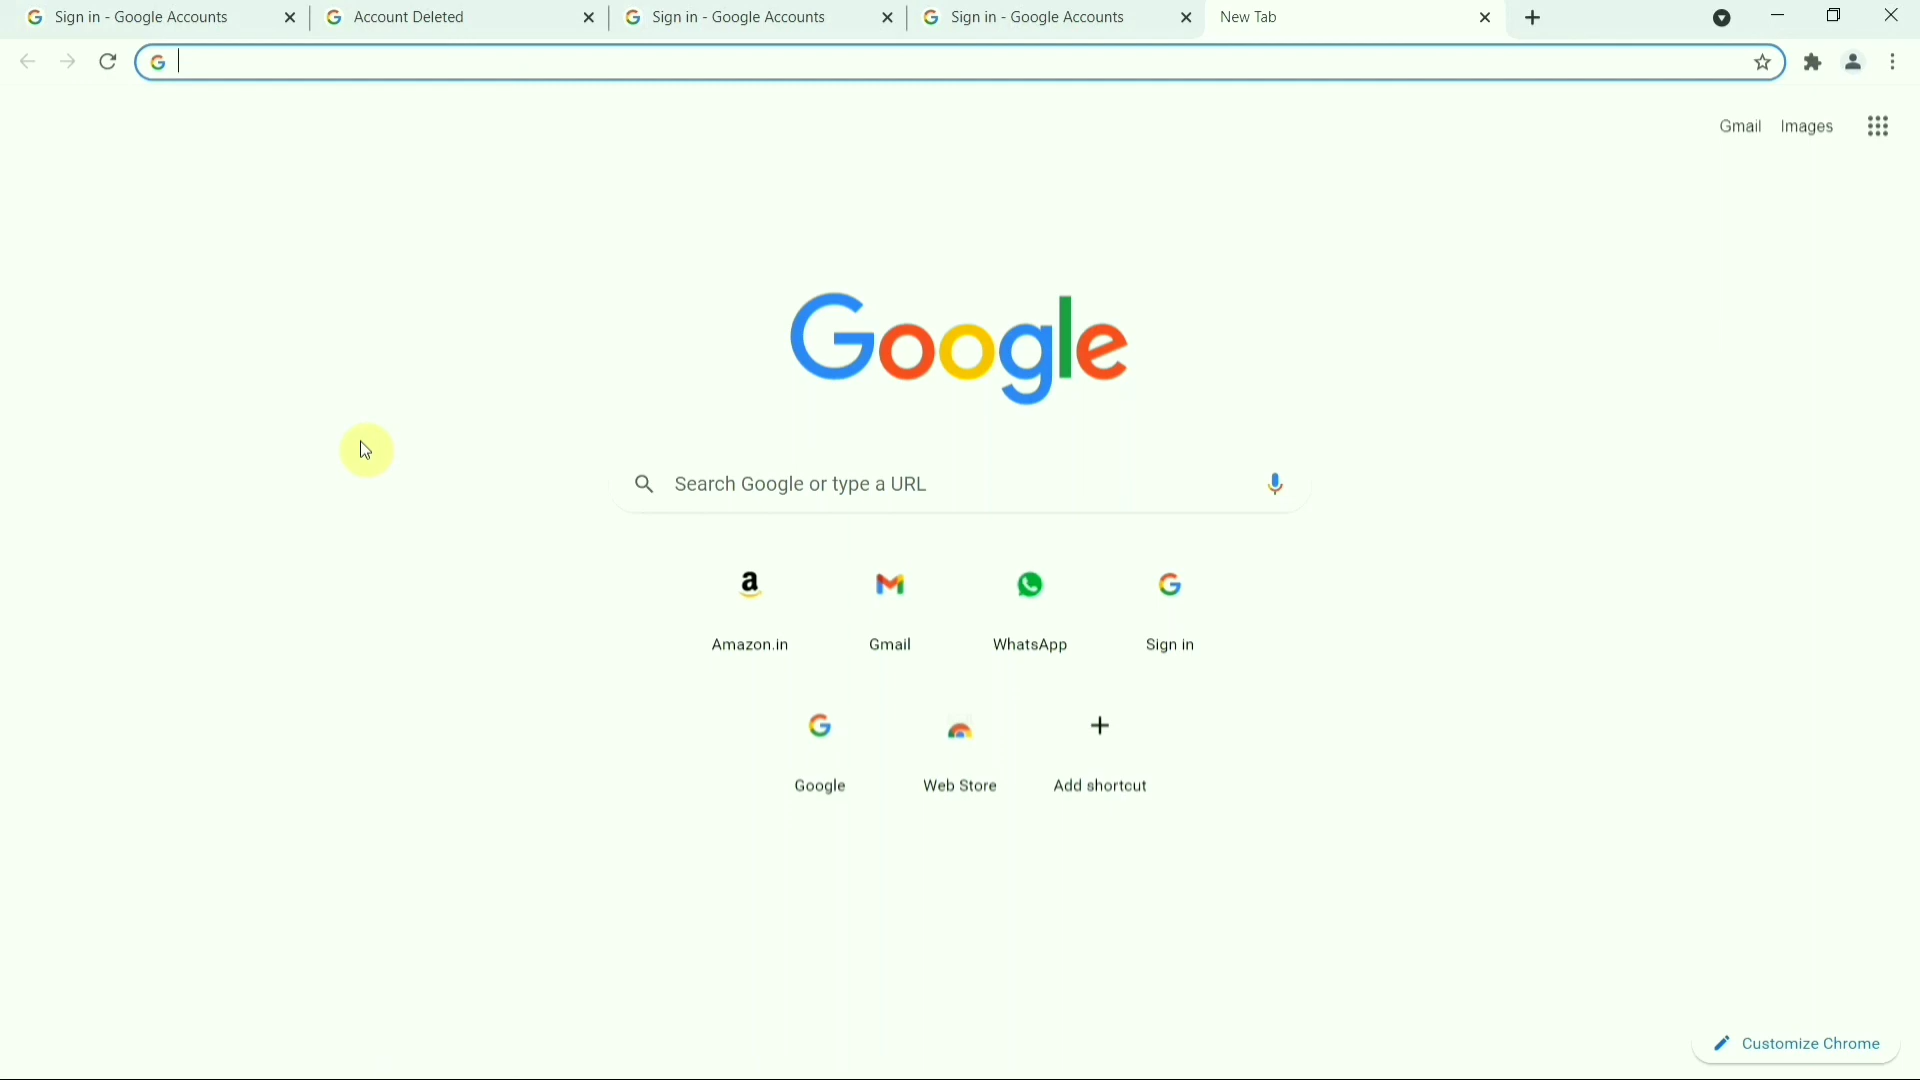 Sign in - Google Accounts
Account Deleted
Sign in - Google Accounts
Sign in - Google Accounts
New Tab
Gmail Images
Google
Search Google or type a URL
Amazon.in
Gmail
WhatsApp
Sign in
Google
Web Store
Add shortcut
Customize Chrome